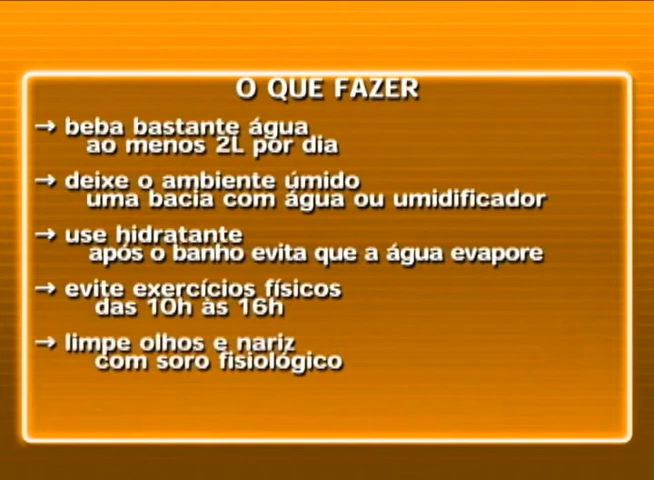 O QUE FAZER
→ beba bastante água
ao menos 2L por dia
→ deixe o ambiente úmido
uma bacia com água ou umidificador
→ use hidratante
após o banho evita que a água evapore
→ evite exercícios físicos
das 10h às 16h
→ limpe olhos e nariz
com soro fisiológico